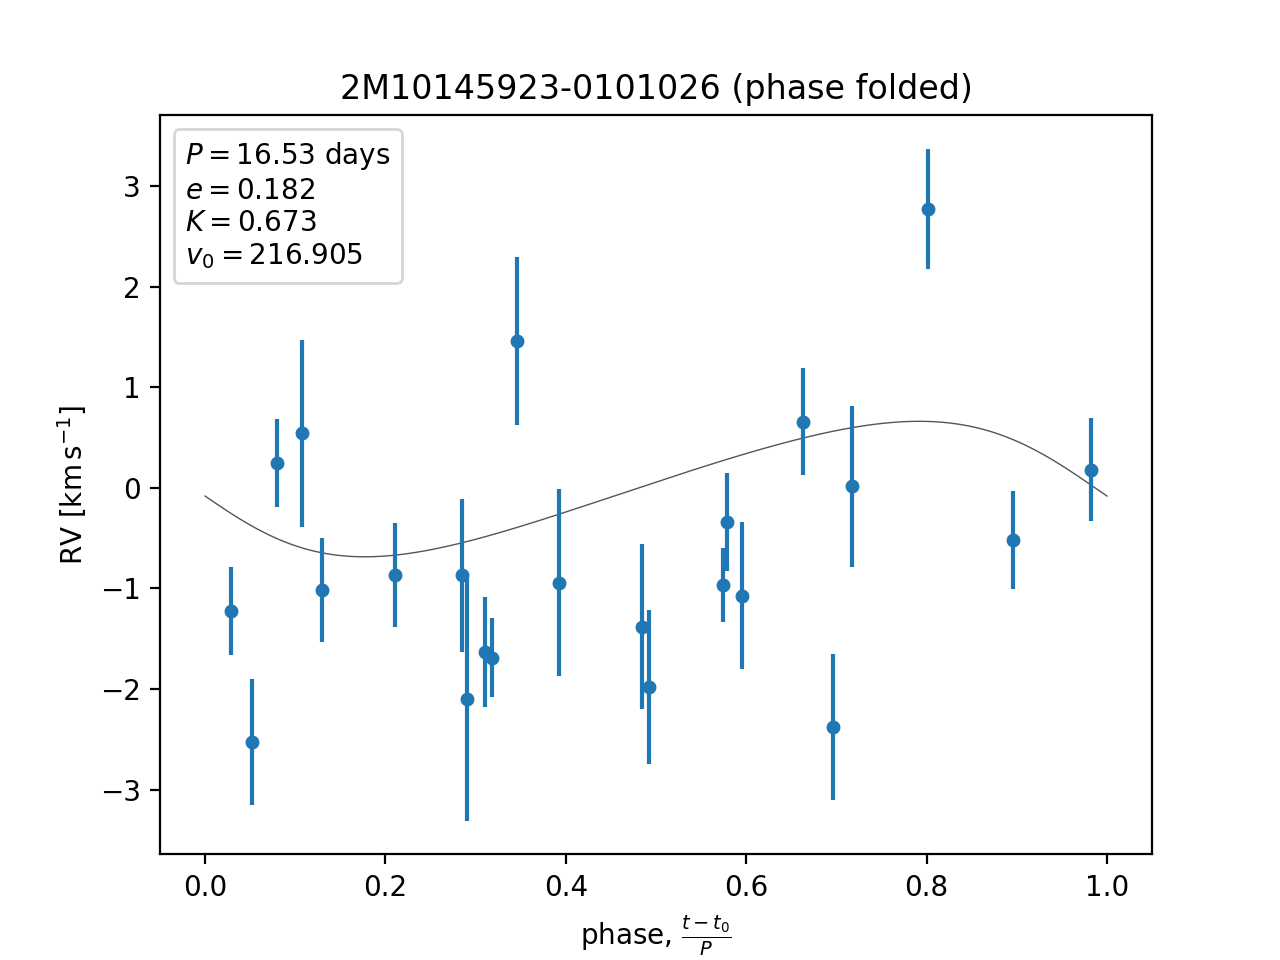 2M10145923-0101026 (phase folded)
P = 16.53 days
e = 0.182
K = 0.673
v₀ = 216.905
3
2
1
0
−1
−2
−3
RV [km s⁻¹]
0.0 0.2 0.4 0.6 0.8 1.0
phase, (t − t₀)/P